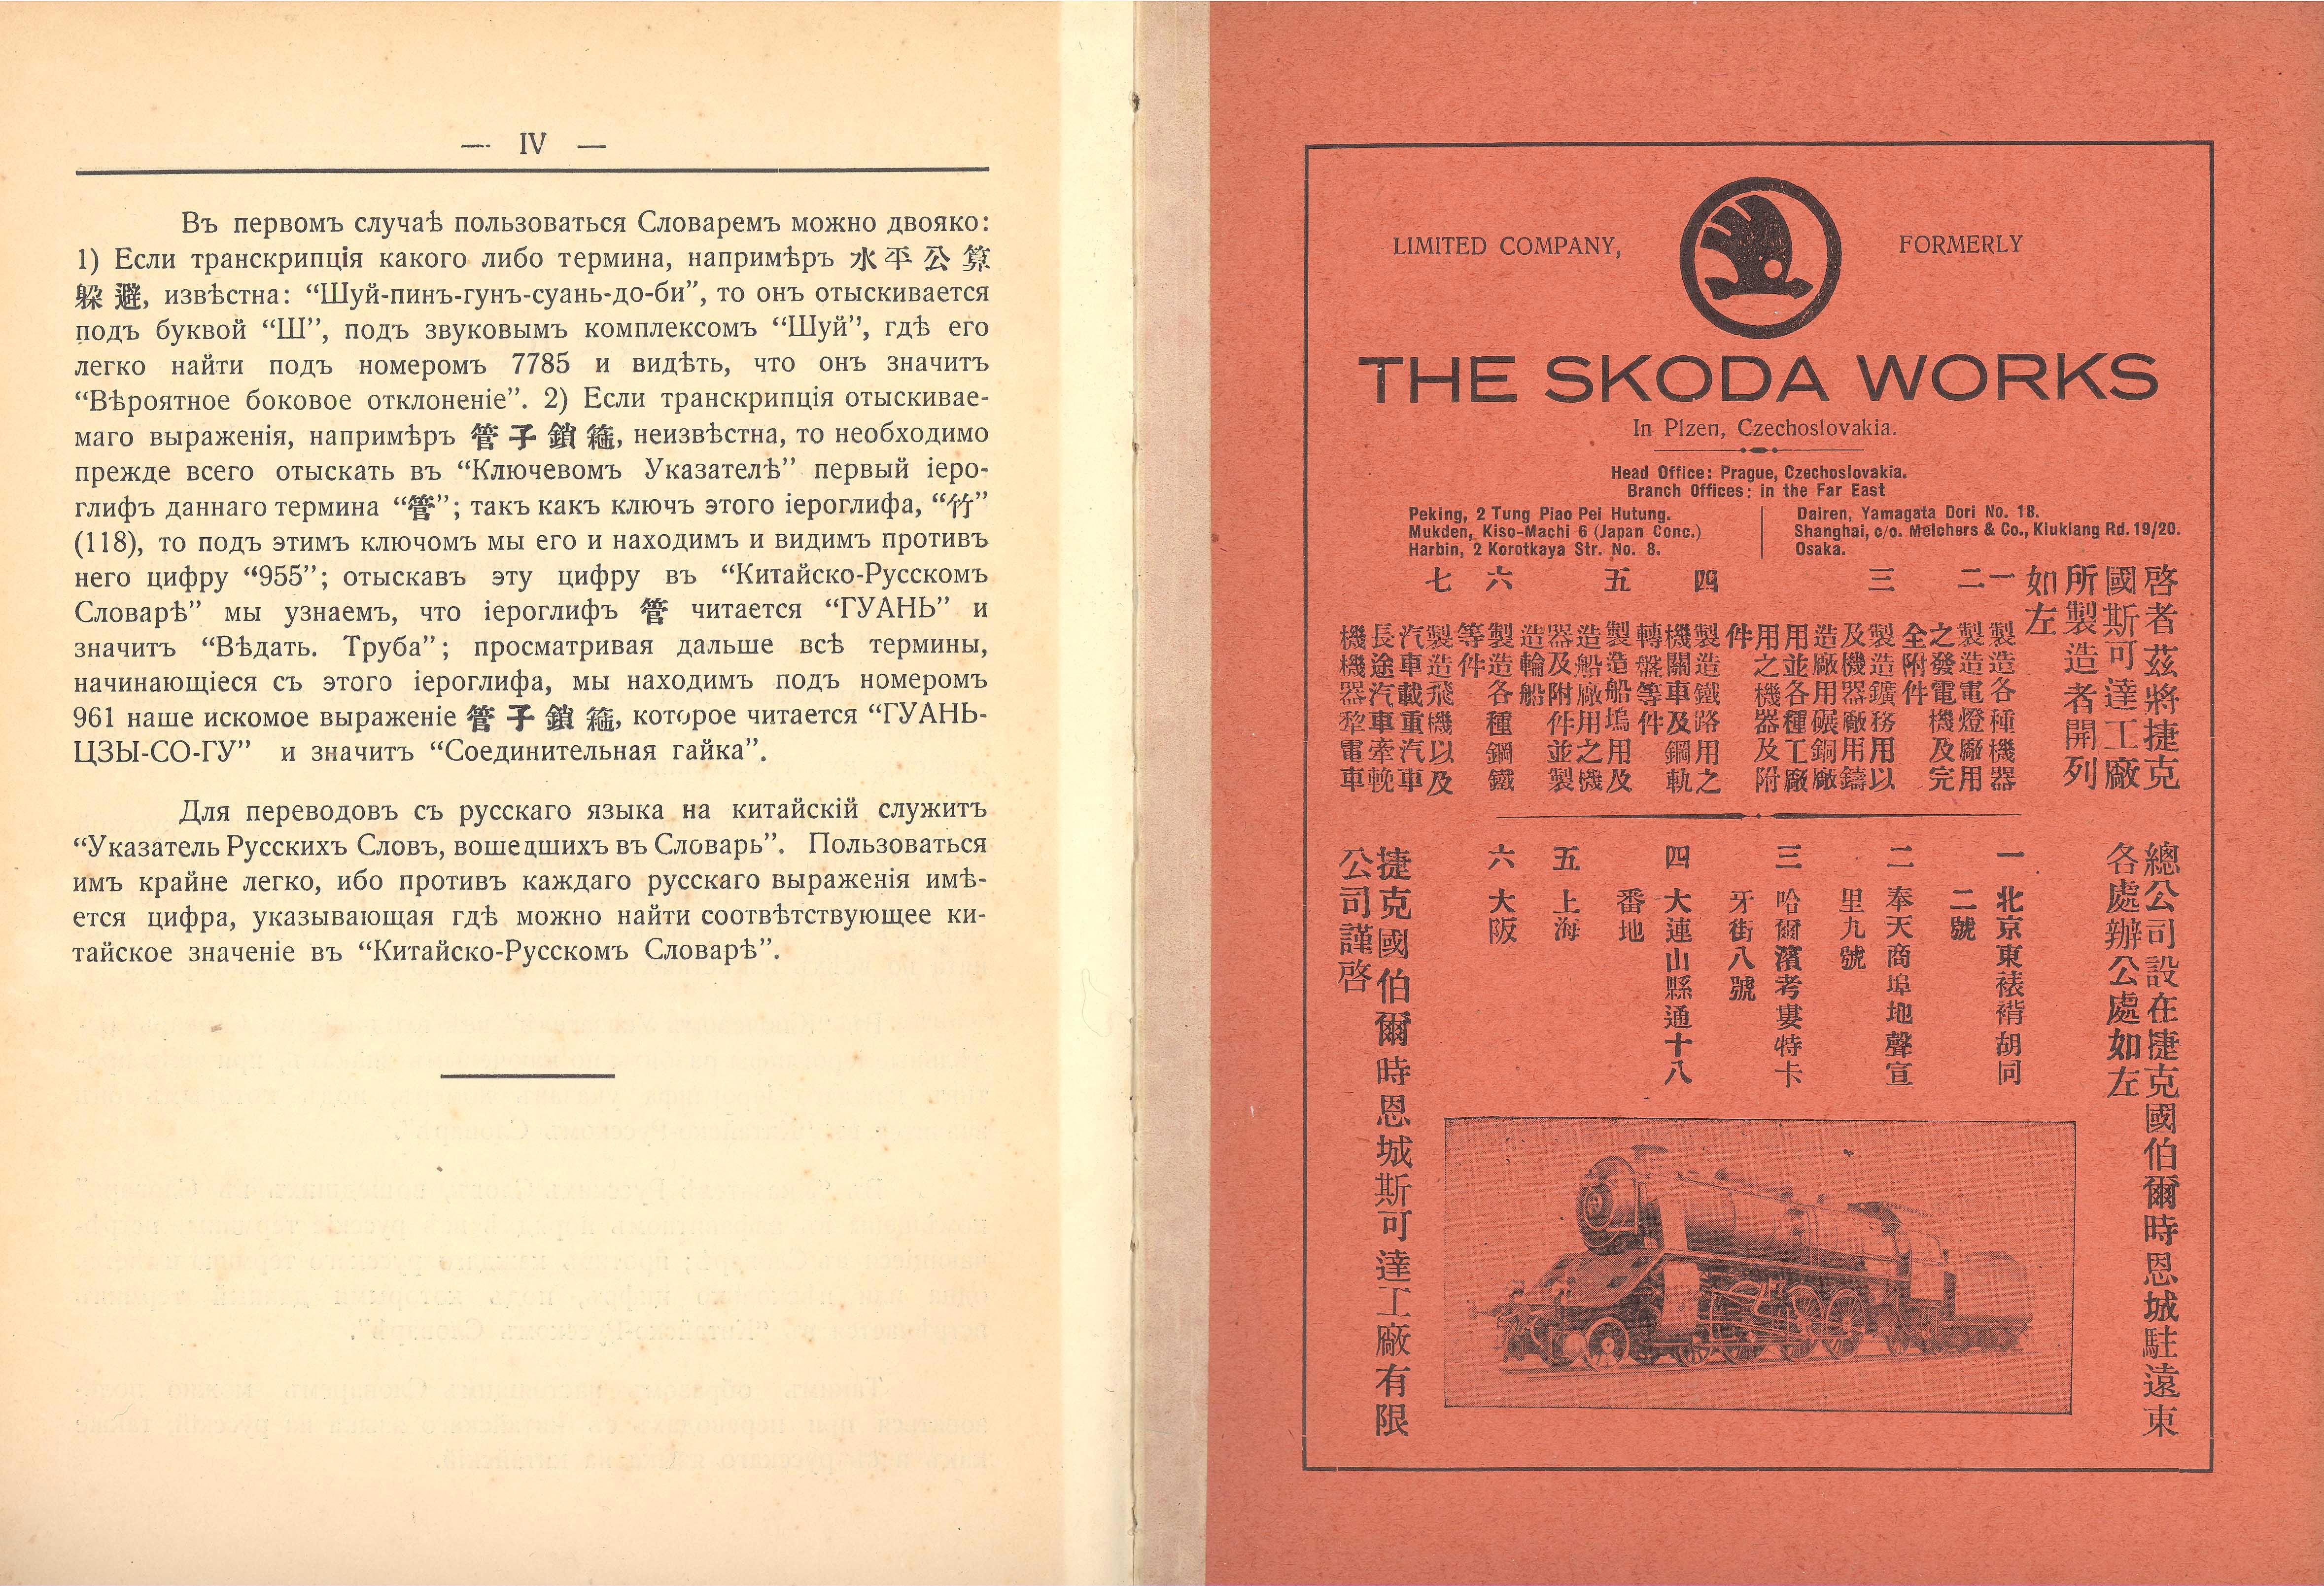 — IV —
Въ первомъ случаѣ пользоваться Словаремъ можно двояко:
1) Если транскрипція какого либо термина, напримѣръ 水平公算
躲避, извѣстна: “Шуй-пинъ-гунъ-суань-до-би”, то онъ отыскивается
подъ буквой “Ш”, подъ звуковымъ комплексомъ “Шуй”, гдѣ его
легко найти подъ номеромъ 7785 и видѣть, что онъ значитъ
“Вѣроятное боковое отклоненіе”. 2) Если транскрипція отыскивае-
маго выраженія, напримѣръ 管子鎖箍, неизвѣстна, то необходимо
прежде всего отыскать въ “Ключевомъ Указателѣ” первый іеро-
глифъ даннаго термина “管”; такъ какъ ключъ этого іероглифа, “竹”
(118), то подъ этимъ ключомъ мы его и находимъ и видимъ противъ
него цифру “955”; отыскавъ эту цифру въ “Китайско-Русскомъ
Словарѣ” мы узнаемъ, что іероглифъ 管 читается “ГУАНЬ” и
значитъ “Вѣдать. Труба”; просматривая дальше всѣ термины,
начинающіеся съ этого іероглифа, мы находимъ подъ номеромъ
961 наше искомое выраженіе 管子鎖箍, которое читается “ГУАНЬ-
ЦЗЫ-СО-ГУ” и значитъ “Соединительная гайка”.
Для переводовъ съ русскаго языка на китайскій служитъ
“Указатель Русскихъ Словъ, вошедшихъ въ Словарь”. Пользоваться
имъ крайне легко, ибо противъ каждаго русскаго выраженія имѣ-
ется цифра, указывающая гдѣ можно найти соотвѣтствующее ки-
тайское значеніе въ “Китайско-Русскомъ Словарѣ”.
LIMITED COMPANY, FORMERLY
THE SKODA WORKS
In Plzen, Czechoslovakia.
Head Office: Prague, Czechoslovakia.
Branch Offices: in the Far East
Peking, 2 Tung Piao Pei Hutung.
Mukden, Kiso-Machi 6 (Japan Conc.)
Harbin, 2 Korotkaya Str. No. 8.
Dairen, Yamagata Dori No. 18.
Shanghai, c/o. Melchers & Co., Kiukiang Rd. 19/20.
Osaka.
啓者茲將捷克
國斯可達工廠
所製造者開列
如左
一 製造各種機器
二 製造電燈廠用
之發電機及完
全附件
三 製造鑛務用以
及機器廠用鑄
造廠用碾銅廠
用並各種工廠
用之機器及附
件
四 製造鐵路用之
機關車及鋼軌
轉盤等件
五 製造船塢用及
造船廠用之機
器及附件並製
造輪船
六 製造各種鋼鐵
等件
七 製造飛機以及
汽車載重汽車
長途汽車牽輓
機機器犂電車
總公司設在捷克國伯爾時恩城駐遠東
各處辦公處如左
一 北京東裱褙胡同
二號
二 奉天商埠地聲宣
里九號
三 哈爾濱考婁特卡
牙街八號
四 大連山縣通十八
番地
五 上海
六 大阪
捷克國伯爾時恩城斯可達工廠有限
公司謹啓